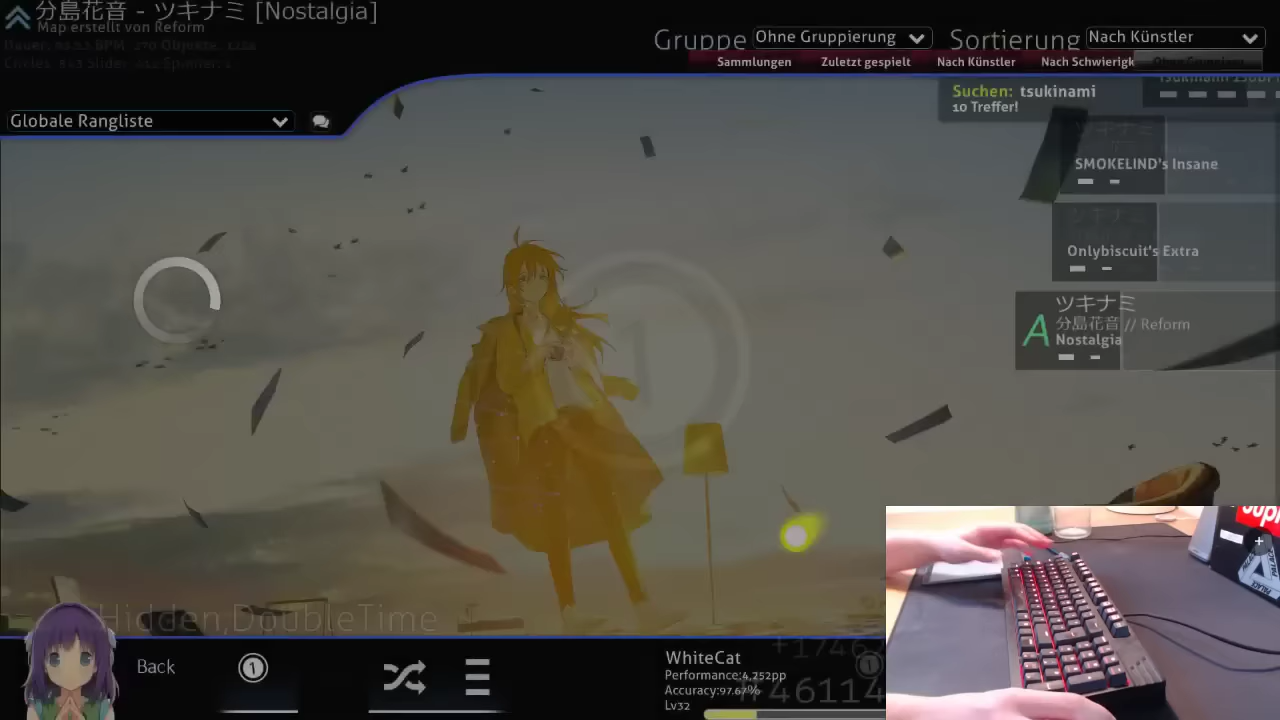 分島花音 - ツキナミ [Nostalgia]
Map erstellt von Reform
Gruppe
Ohne Gruppierung
Sortierung
Nach Künstler
Sammlungen
Zuletzt gespielt
Nach Künstler
Nach Schwierigk
Suchen: tsukinami
10 Treffer!
Globale Rangliste
SMOKELIND's Insane
Onlybiscuit's Extra
A
ツキナミ
分島花音 // Reform
Nostalgia
Hidden,DoubleTime
Back
1
WhiteCat
Performance:4,252pp
Accuracy:97.67%
Lv32
#46114